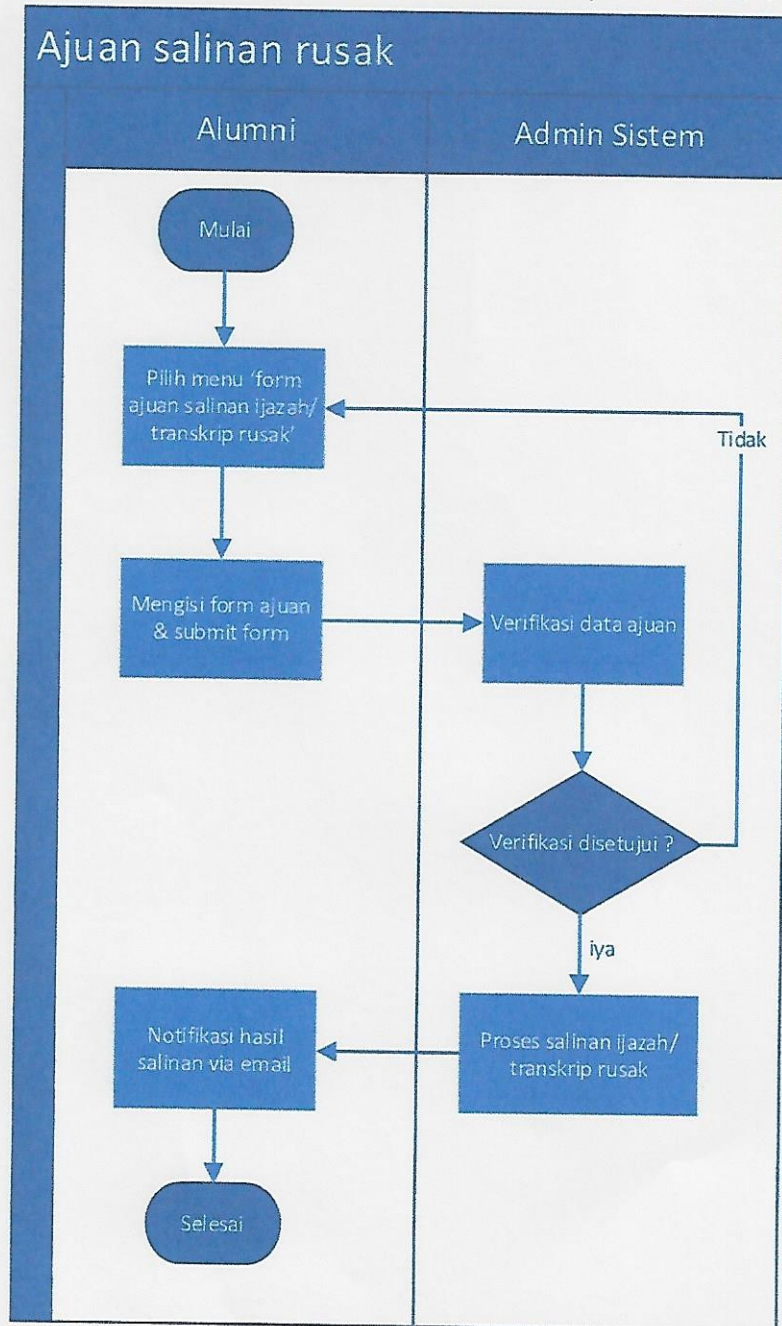 Ajuan salinan rusak
Alumni
Admin Sistem
Mulai
Pilih menu ‘form
ajuan salinan ijazah/
transkrip rusak’
Tidak
Mengisi form ajuan
& submit form
Verifikasi data ajuan
Verifikasi disetujui ?
iya
Notifikasi hasil
salinan via email
Proses salinan ijazah/
transkrip rusak
Selesai